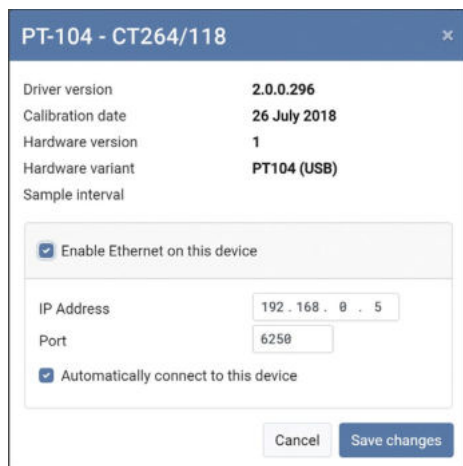 PT-104 - CT264/118 ×
Driver version 2.0.0.296
Calibration date 26 July 2018
Hardware version 1
Hardware variant PT104 (USB)
Sample interval
Enable Ethernet on this device
IP Address 192 . 168 . 0 . 5
Port 6250
Automatically connect to this device
Cancel Save changes